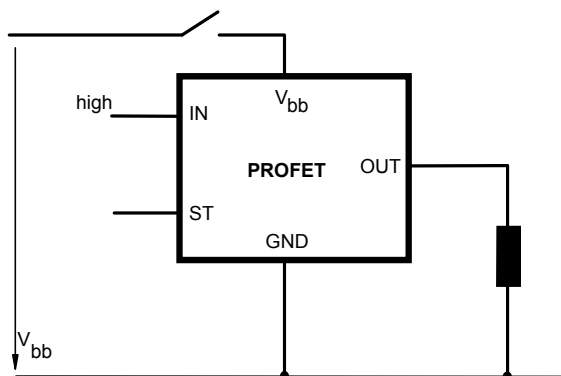 high
IN
Vbb
PROFET
OUT
ST
GND
Vbb